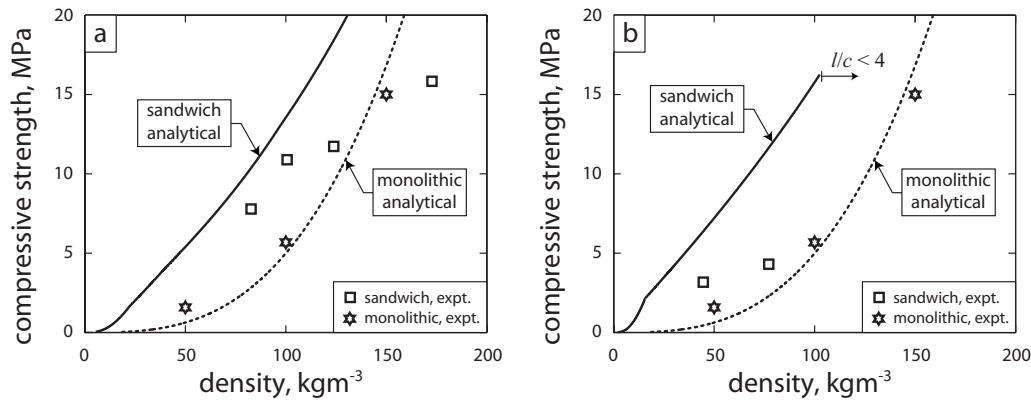 a
20
15
10
5
0
compressive strength, MPa
sandwich
analytical
monolithic
analytical
sandwich, expt.
monolithic, expt.
0
50
100
150
200
density, kgm-3
b
20
15
10
5
0
compressive strength, MPa
l/c < 4
sandwich
analytical
monolithic
analytical
sandwich, expt.
monolithic, expt.
0
50
100
150
200
density, kgm-3